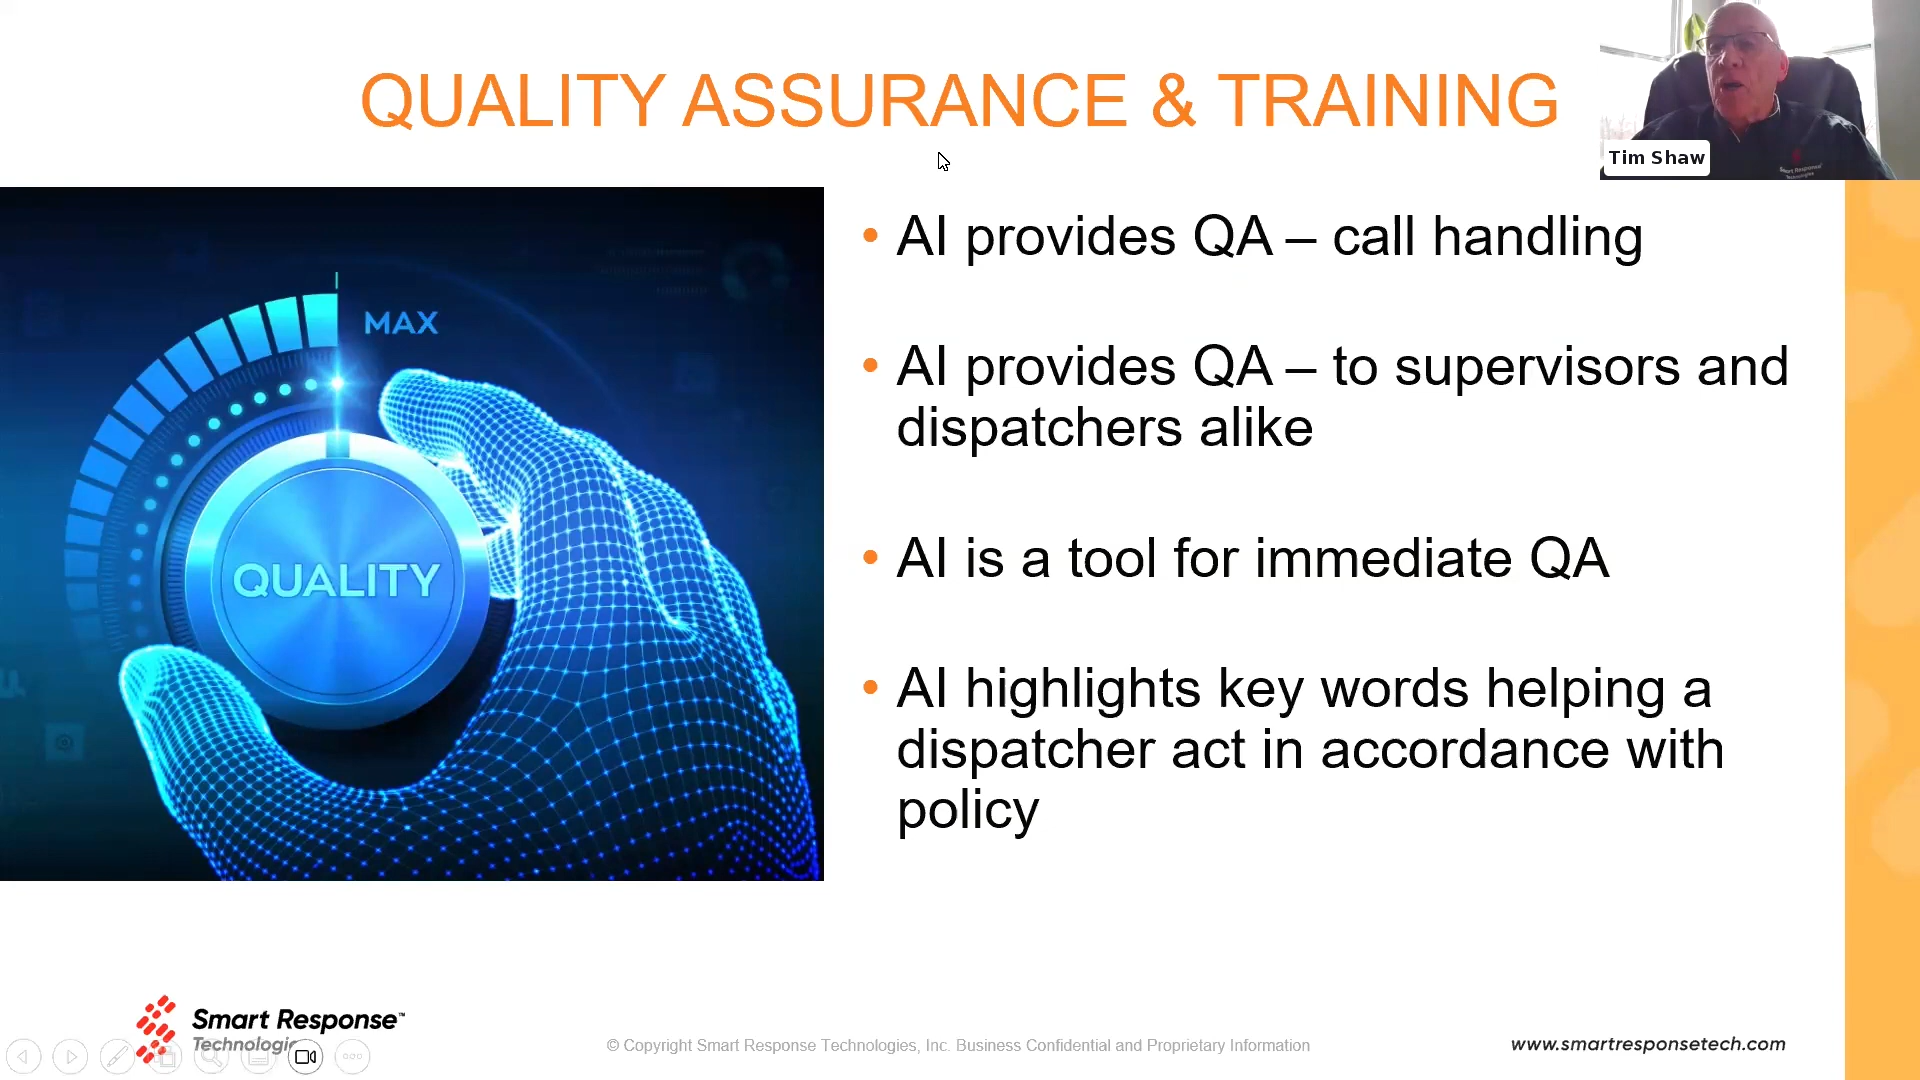 QUALITY ASSURANCE & TRAINING
Tim Shaw
MAX
QUALITY
• AI provides QA – call handling
• AI provides QA – to supervisors and
dispatchers alike
• AI is a tool for immediate QA
• AI highlights key words helping a
dispatcher act in accordance with
policy
Smart Response™
© Copyright Smart Response Technologies, Inc. Business Confidential and Proprietary Information
www.smartresponsetech.com